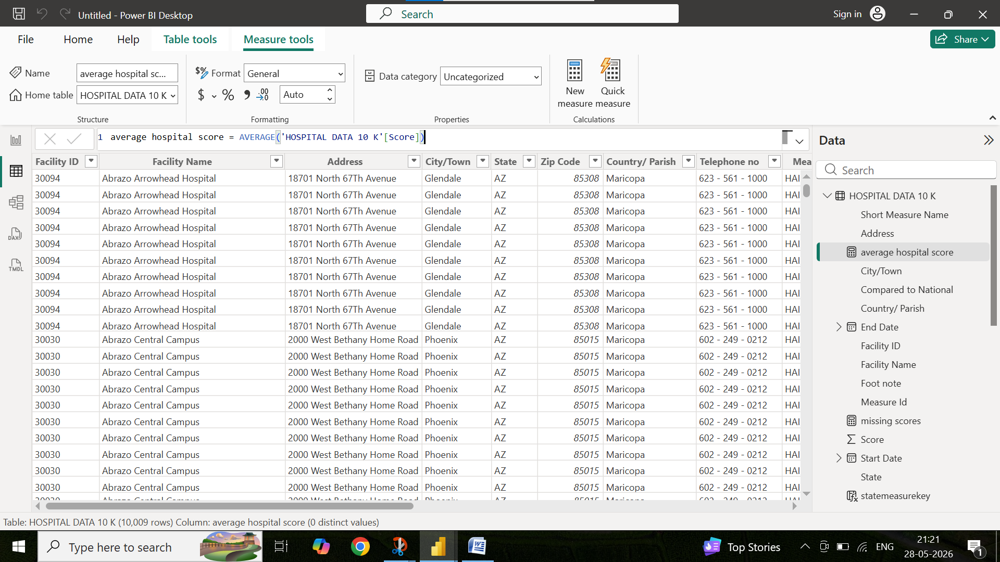 Untitled - Power BI Desktop
Search
Sign in
File
Home
Help
Table tools
Measure tools
Share
Name
average hospital sc...
Home table
HOSPITAL DATA 10 K
Structure
Format
General
$ % 9 .00
Auto
Formatting
Data category
Uncategorized
Properties
New measure
Quick measure
Calculations
1 average hospital score = AVERAGE('HOSPITAL DATA 10 K'[Score])
Facility ID Facility Name Address City/Town State Zip Code Country/ Parish Telephone no Mea
30094 Abrazo Arrowhead Hospital 18701 North 67Th Avenue Glendale AZ 85308 Maricopa 623 - 561 - 1000 HAI
30094 Abrazo Arrowhead Hospital 18701 North 67Th Avenue Glendale AZ 85308 Maricopa 623 - 561 - 1000 HAI
30094 Abrazo Arrowhead Hospital 18701 North 67Th Avenue Glendale AZ 85308 Maricopa 623 - 561 - 1000 HAI
30094 Abrazo Arrowhead Hospital 18701 North 67Th Avenue Glendale AZ 85308 Maricopa 623 - 561 - 1000 HAI
30094 Abrazo Arrowhead Hospital 18701 North 67Th Avenue Glendale AZ 85308 Maricopa 623 - 561 - 1000 HAI
30094 Abrazo Arrowhead Hospital 18701 North 67Th Avenue Glendale AZ 85308 Maricopa 623 - 561 - 1000 HAI
30094 Abrazo Arrowhead Hospital 18701 North 67Th Avenue Glendale AZ 85308 Maricopa 623 - 561 - 1000 HAI
30094 Abrazo Arrowhead Hospital 18701 North 67Th Avenue Glendale AZ 85308 Maricopa 623 - 561 - 1000 HAI
30094 Abrazo Arrowhead Hospital 18701 North 67Th Avenue Glendale AZ 85308 Maricopa 623 - 561 - 1000 HAI
30094 Abrazo Arrowhead Hospital 18701 North 67Th Avenue Glendale AZ 85308 Maricopa 623 - 561 - 1000 HAI
30030 Abrazo Central Campus 2000 West Bethany Home Road Phoenix AZ 85015 Maricopa 602 - 249 - 0212 HAI
30030 Abrazo Central Campus 2000 West Bethany Home Road Phoenix AZ 85015 Maricopa 602 - 249 - 0212 HAI
30030 Abrazo Central Campus 2000 West Bethany Home Road Phoenix AZ 85015 Maricopa 602 - 249 - 0212 HAI
30030 Abrazo Central Campus 2000 West Bethany Home Road Phoenix AZ 85015 Maricopa 602 - 249 - 0212 HAI
30030 Abrazo Central Campus 2000 West Bethany Home Road Phoenix AZ 85015 Maricopa 602 - 249 - 0212 HAI
30030 Abrazo Central Campus 2000 West Bethany Home Road Phoenix AZ 85015 Maricopa 602 - 249 - 0212 HAI
30030 Abrazo Central Campus 2000 West Bethany Home Road Phoenix AZ 85015 Maricopa 602 - 249 - 0212 HAI
30030 Abrazo Central Campus 2000 West Bethany Home Road Phoenix AZ 85015 Maricopa 602 - 249 - 0212 HAI
30030 Abrazo Central Campus 2000 West Bethany Home Road Phoenix AZ 85015 Maricopa 602 - 249 - 0212 HAI
30030 Abrazo Central Campus 2000 West Bethany Home Road Phoenix AZ 85015 Maricopa 602 - 249 - 0212 HAI
Data
Search
HOSPITAL DATA 10 K
Short Measure Name
Address
average hospital score
City/Town
Compared to National
Country/ Parish
End Date
Facility ID
Facility Name
Foot note
Measure Id
missing scores
Score
Start Date
State
statemeasurekey
DAX
TMDL
Table: HOSPITAL DATA 10 K (10,009 rows) Column: average hospital score (0 distinct values)
Type here to search
Top Stories
ENG
21:21
28-05-2026
1